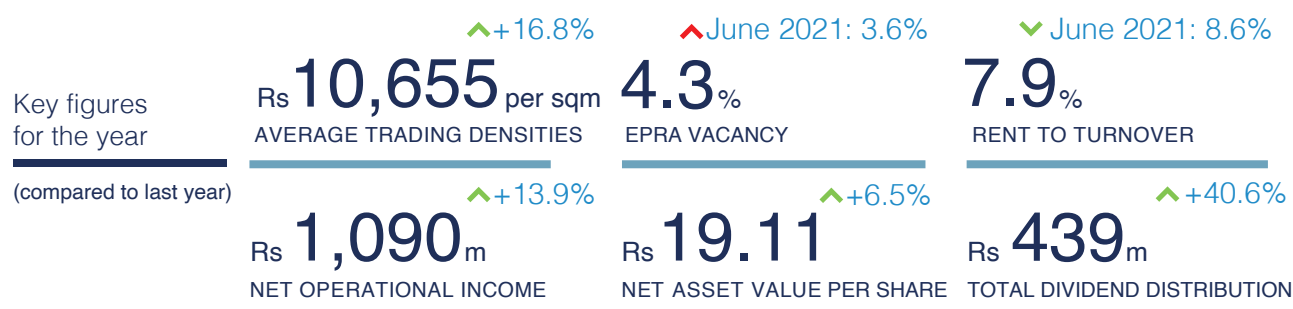 Key figures
for the year
(compared to last year)
+16.8%
Rs 10,655 per sqm
AVERAGE TRADING DENSITIES
June 2021: 3.6%
4.3%
EPRA VACANCY
June 2021: 8.6%
7.9%
RENT TO TURNOVER
+13.9%
Rs 1,090m
NET OPERATIONAL INCOME
+6.5%
Rs 19.11
NET ASSET VALUE PER SHARE
+40.6%
Rs 439m
TOTAL DIVIDEND DISTRIBUTION